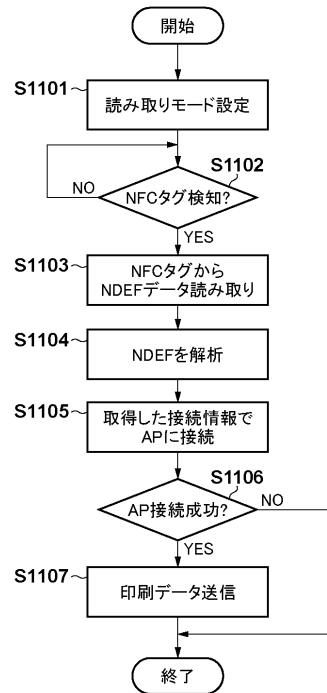 開始
S1101
読み取りモード設定
S1102
NFCタグ検知?
NO
YES
S1103
NFCタグから
NDEFデータ読み取り
S1104
NDEFを解析
S1105
取得した接続情報で
APに接続
S1106
AP接続成功?
NO
YES
S1107
印刷データ送信
終了